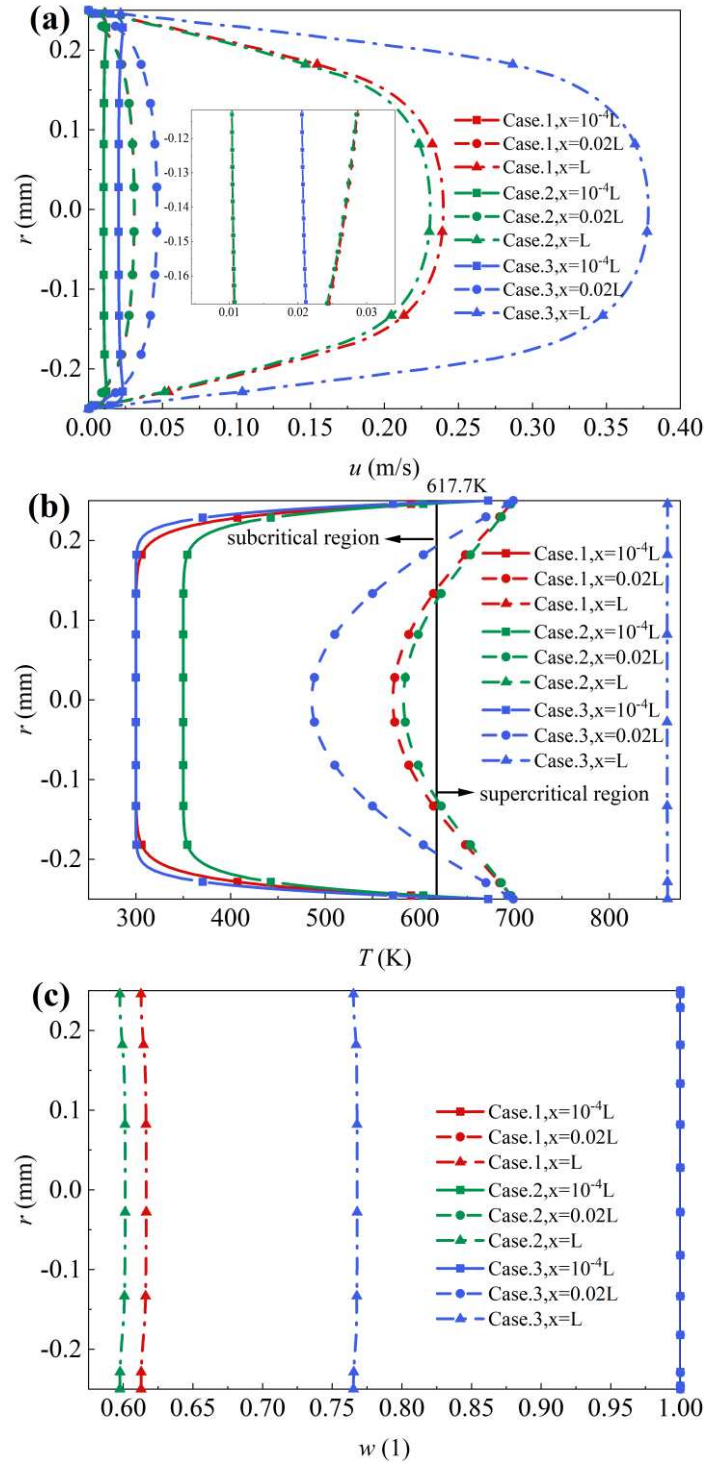 (a)
0.2
0.1
0.0
-0.1
-0.2
r (mm)
-0.12
-0.13
-0.14
-0.15
-0.16
0.01
0.02
0.03
Case.1,x=10⁻⁴L
Case.1,x=0.02L
Case.1,x=L
Case.2,x=10⁻⁴L
Case.2,x=0.02L
Case.2,x=L
Case.3,x=10⁻⁴L
Case.3,x=0.02L
Case.3,x=L
0.00 0.05 0.10 0.15 0.20 0.25 0.30 0.35 0.40
u (m/s)
(b)
617.7K
0.2
0.1
0.0
-0.1
-0.2
r (mm)
subcritical region
supercritical region
Case.1,x=10⁻⁴L
Case.1,x=0.02L
Case.1,x=L
Case.2,x=10⁻⁴L
Case.2,x=0.02L
Case.2,x=L
Case.3,x=10⁻⁴L
Case.3,x=0.02L
Case.3,x=L
300 400 500 600 700 800
T (K)
(c)
0.2
0.1
0.0
-0.1
0.2
r (mm)
Case.1,x=10⁻⁴L
Case.1,x=0.02L
Case.1,x=L
Case.2,x=10⁻⁴L
Case.2,x=0.02L
Case.2,x=L
Case.3,x=10⁻⁴L
Case.3,x=0.02L
Case.3,x=L
0.60 0.65 0.70 0.75 0.80 0.85 0.90 0.95 1.00
w (1)